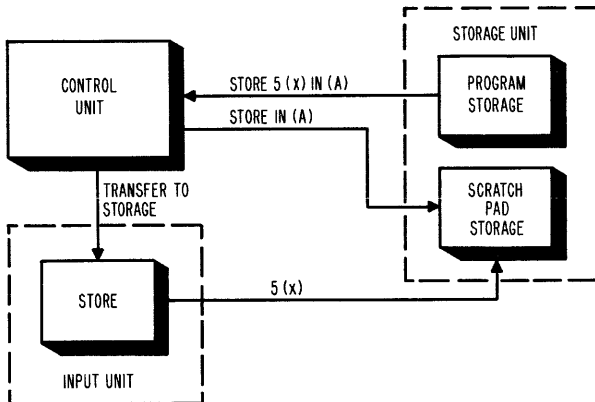 STORAGE UNIT
CONTROL
UNIT
STORE 5 (X) IN (A)
PROGRAM
STORAGE
STORE IN (A)
TRANSFER TO
STORAGE
SCRATCH
PAD
STORAGE
STORE
5 (X)
INPUT UNIT